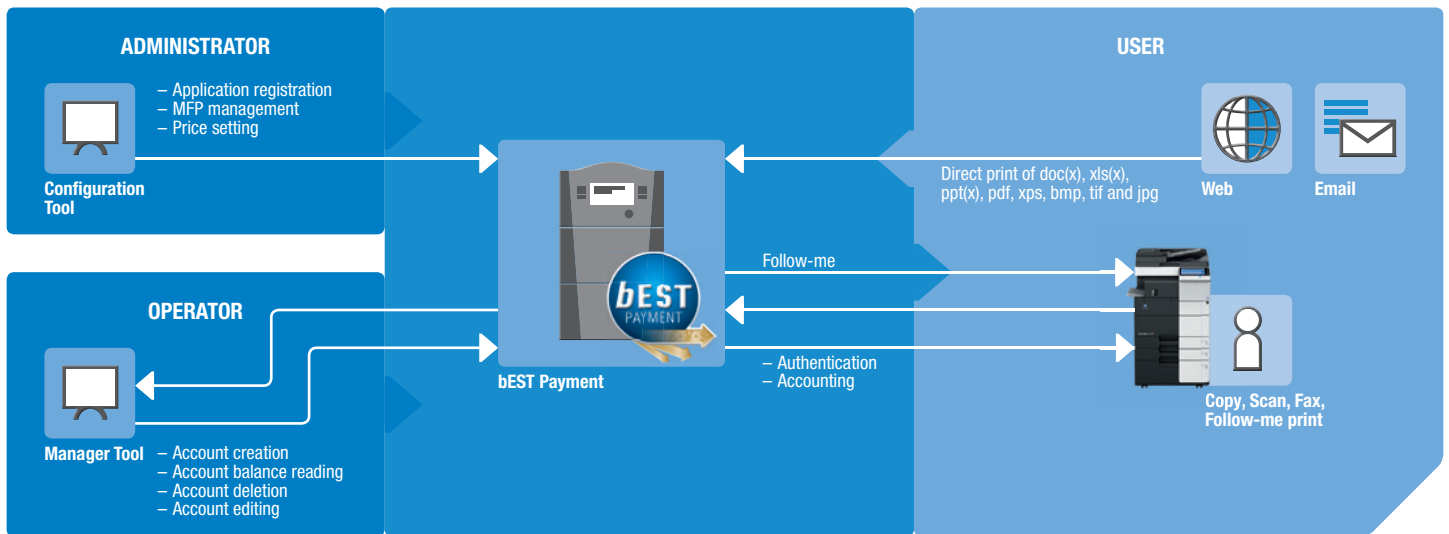 ADMINISTRATOR
– Application registration
– MFP management
– Price setting
Configuration
Tool
OPERATOR
Manager Tool
– Account creation
– Account balance reading
– Account deletion
– Account editing
bEST
PAYMENT
bEST Payment
Follow-me
– Authentication
– Accounting
USER
Direct print of doc(x), xls(x),
ppt(x), pdf, xps, bmp, tif and jpg
Web
Email
Copy, Scan, Fax,
Follow-me print